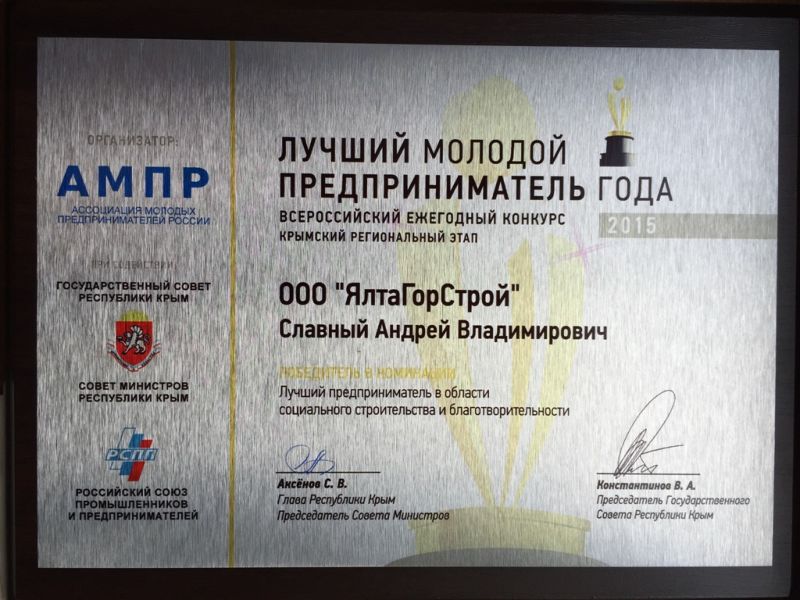 ОРГАНИЗАТОР:
АМПР
АССОЦИАЦИЯ МОЛОДЫХ
ПРЕДПРИНИМАТЕЛЕЙ РОССИИ
ПРИ СОДЕЙСТВИИ:
ГОСУДАРСТВЕННЫЙ СОВЕТ
РЕСПУБЛИКИ КРЫМ
СОВЕТ МИНИСТРОВ
РЕСПУБЛИКИ КРЫМ
РСПП
РОССИЙСКИЙ СОЮЗ
ПРОМЫШЛЕННИКОВ
И ПРЕДПРИНИМАТЕЛЕЙ
ЛУЧШИЙ МОЛОДОЙ
ПРЕДПРИНИМАТЕЛЬ ГОДА
ВСЕРОССИЙСКИЙ ЕЖЕГОДНЫЙ КОНКУРС
2015
КРЫМСКИЙ РЕГИОНАЛЬНЫЙ ЭТАП
ООО "ЯлтаГорСтрой"
Славный Андрей Владимирович
ПОБЕДИТЕЛЬ В НОМИНАЦИИ
Лучший предприниматель в области
социального строительства и благотворительности
Аксёнов С. В.
Глава Республики Крым
Председатель Совета Министров
Константинов В. А.
Председатель Государственного
Совета Республики Крым